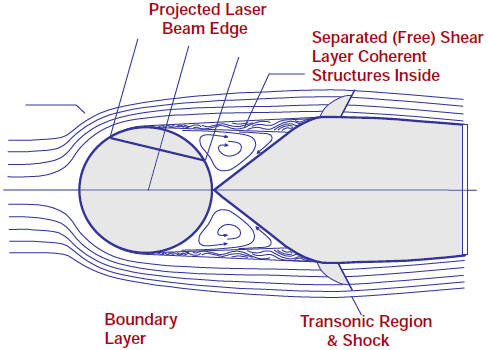 Projected Laser
Beam Edge
Separated (Free) Shear
Layer Coherent
Structures Inside
Boundary
Layer
Transonic Region
& Shock